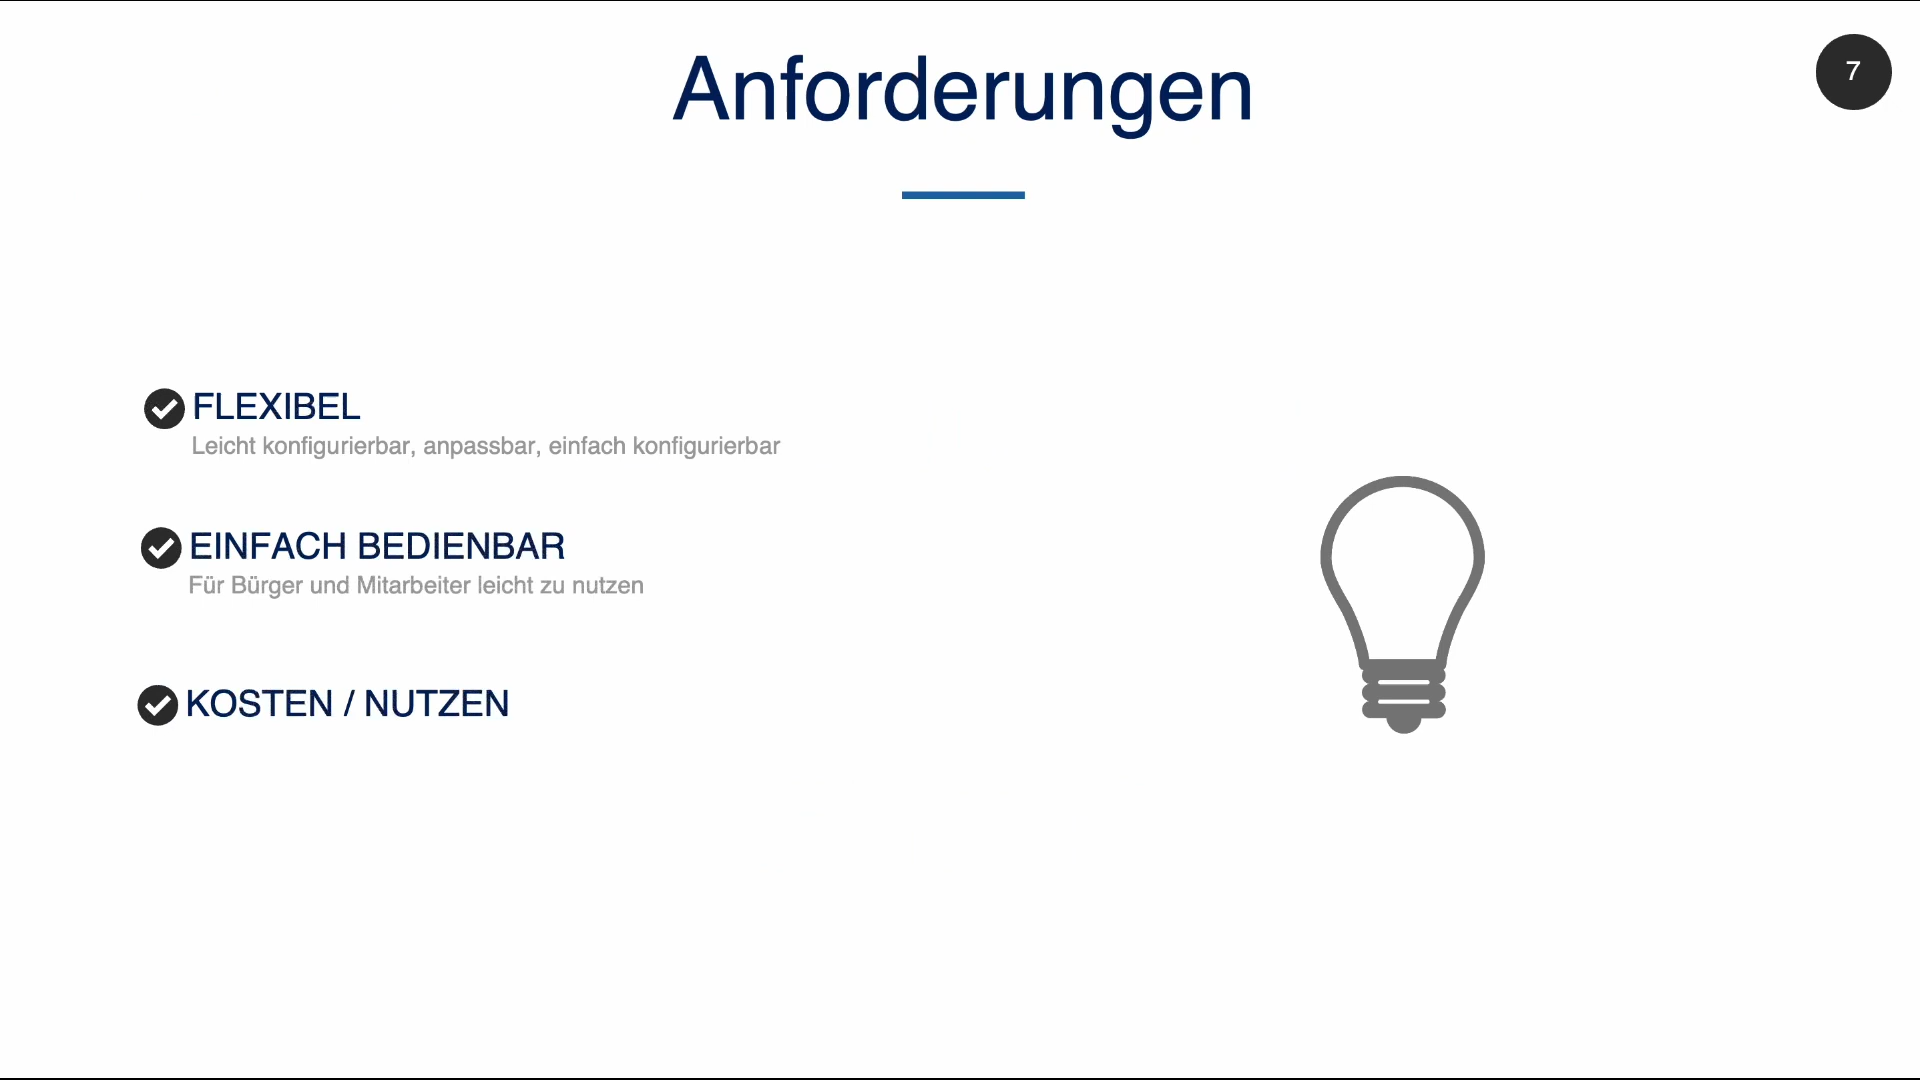 Anforderungen
7
FLEXIBEL
Leicht konfigurierbar, anpassbar, einfach konfigurierbar
EINFACH BEDIENBAR
Für Bürger und Mitarbeiter leicht zu nutzen
KOSTEN / NUTZEN